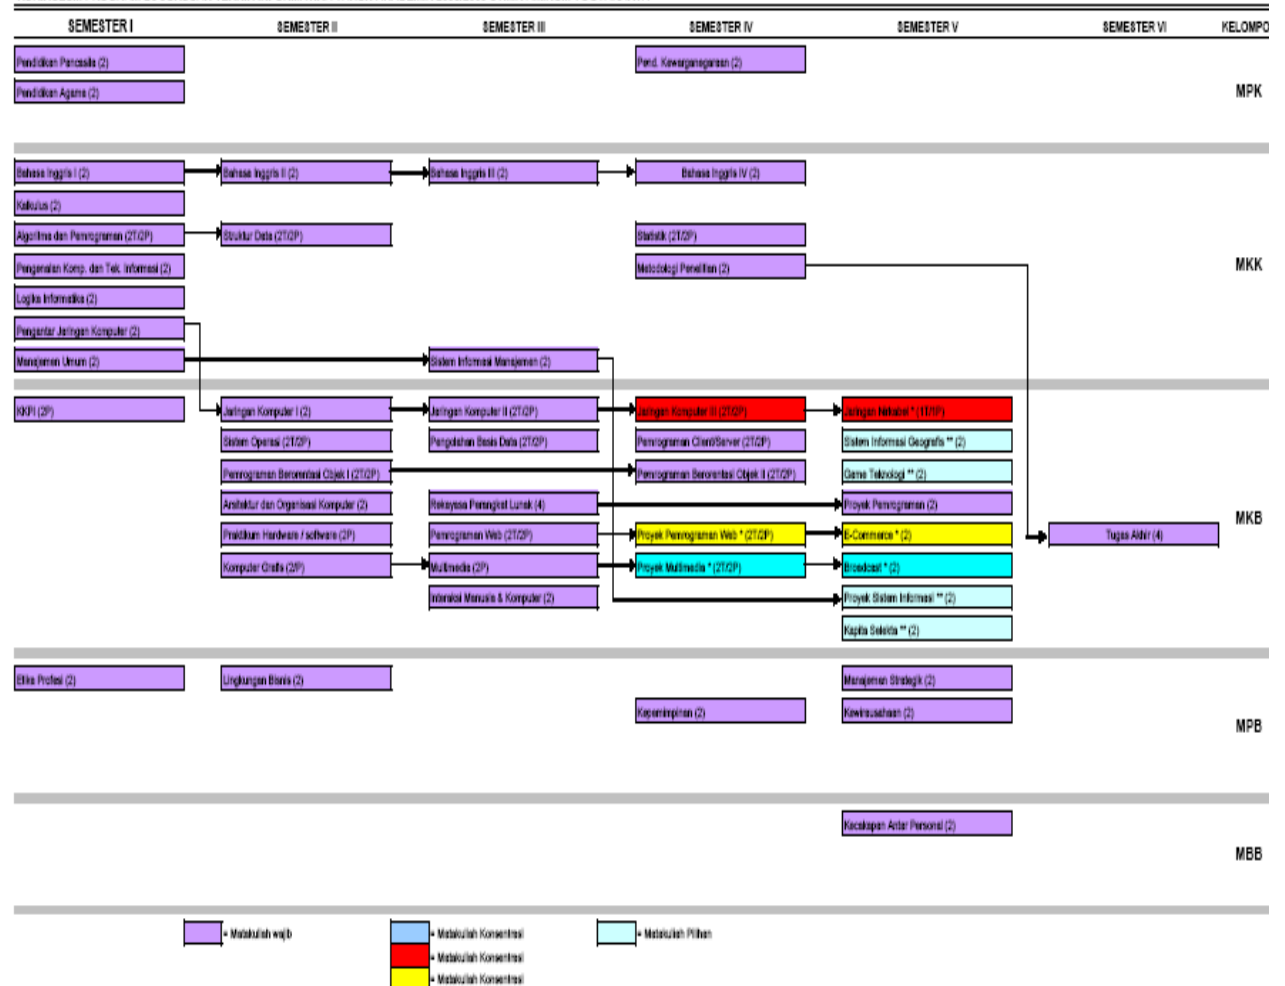 SEMESTER I SEMESTER II SEMESTER III SEMESTER IV SEMESTER V SEMESTER VI KELOMPO
Pendidikan Pancasila (2) Pend. Kewarganegaraan (2)
Pendidikan Agama (2)
MPK
Bahasa Inggris I (2) Bahasa Inggris II (2) Bahasa Inggris III (2) Bahasa Inggris IV (2)
Kalkulus (2)
Algoritma dan Pemrograman (2T/2P) Struktur Data (2T/2P) Statistik (2T/2P)
Pengenalan Komp. dan Tek. Informasi (2) Metodologi Penelitian (2)
MKK
Logika Informatika (2)
Pengantar Jaringan Komputer (2)
Manajemen Umum (2) Sistem Informasi Manajemen (2)
KKPI (2P) Jaringan Komputer I (2) Jaringan Komputer II (2T/2P) Jaringan Komputer III (2T/2P) Jaringan Nirkabel * (1T/1P)
Sistem Operasi (2T/2P) Pengolahan Basis Data (2T/2P) Pemrograman Client/Server (2T/2P) Sistem Informasi Geografis ** (2)
Pemrograman Berorentasi Objek I (2T/2P) Pemrograman Berorentasi Objek II (2T/2P) Game Teknologi ** (2)
Arsitektur dan Organisasi Komputer (2) Rekayasa Perangkat Lunak (4) Proyek Pemrograman (2)
MKB
Praktikum Hardware / software (2P) Pemrograman Web (2T/2P) Proyek Pemrograman Web * (2T/2P) E-Commerce * (2) Tugas Akhir (4)
Komputer Grafis (2/P) Multimedia (2P) Proyek Multimedia * (2T/2P) Broadcast * (2)
Interaksi Manusia & Komputer (2) Proyek Sistem Informasi ** (2)
Kapita Selekta ** (2)
Etika Profesi (2) Lingkungan Bisnis (2) Manajeman Strategik (2)
Kepemimpinan (2) Kewirausahaan (2)
MPB
Kecakapan Antar Personal (2)
MBB
= Matakuliah wajib = Matakuliah Konsentrasi = Matakuliah Pilihan
= Matakuliah Konsentrasi
= Matakuliah Konsentrasi